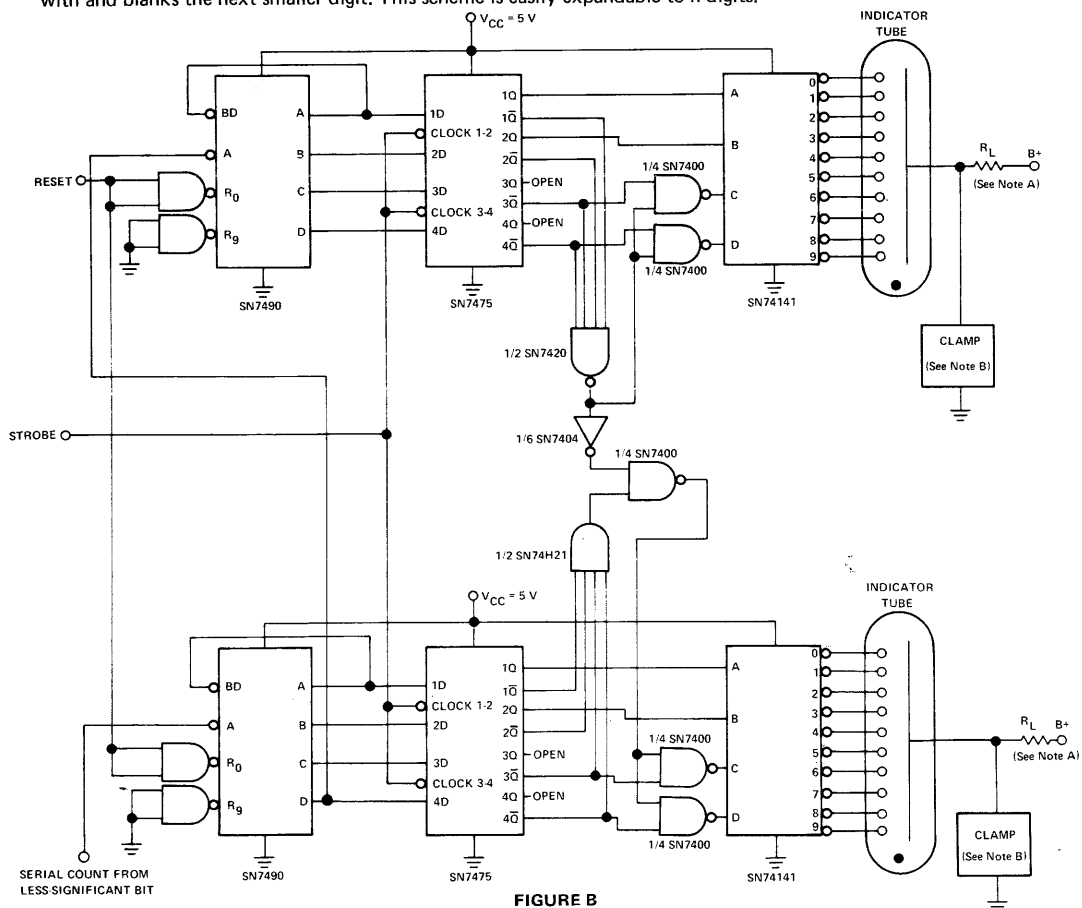 with and blanks the next smaller digit. This scheme is easily expandable to n digits.
VCC = 5 V
INDICATOR
TUBE
BD
A
R0
R9
A
B
C
D
SN7490
1D
CLOCK 1-2
2D
3D
CLOCK 3-4
4D
1Q
1Q̅
2Q
2Q̅
3Q
OPEN
3Q̅
4Q
OPEN
4Q̅
SN7475
1/4 SN7400
1/4 SN7400
A
B
C
D
0
1
2
3
4
5
6
7
8
9
SN74141
RL
B+
(See Note A)
CLAMP
(See Note B)
RESET
1/2 SN7420
STROBE
1/6 SN7404
1/4 SN7400
1/2 SN74H21
VCC = 5 V
INDICATOR
TUBE
BD
A
R0
R9
A
B
C
D
SN7490
1D
CLOCK 1-2
2D
3D
CLOCK 3-4
4D
1Q
1Q̅
2Q
2Q̅
3Q
OPEN
3Q̅
4Q
OPEN
4Q̅
SN7475
1/4 SN7400
1/4 SN7400
A
B
C
D
0
1
2
3
4
5
6
7
8
9
SN74141
RL
B+
(See Note A)
CLAMP
(See Note B)
SERIAL COUNT FROM
LESS-SIGNIFICANT BIT
FIGURE B